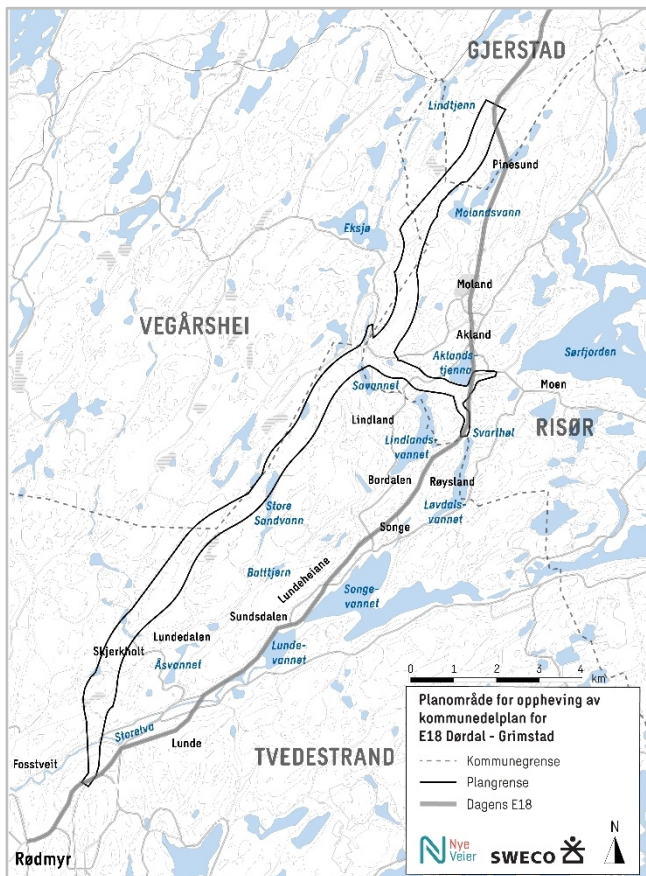 GJERSTAD
Lindtjenn
Pinesund
Molandsvann
Eksjø
Moland
VEGÅRSHEI
Akland
Sørfjorden
Aklands-
tjenna
Savannet
Moen
Lindland
RISØR
Svarthøl
Lindlands-
vannet
Bordalen
Røysland
Store
Sandvann
Løvdals-
vannet
Songe
Batttjørn
Lundeheiane
Songe-
vannet
Sundsdalen
Lundedalen
Skjerkholt
Åsvannet
Lunde-
vannet
Storelva
Lunde
TVEDESTRAND
Fosstveit
Rødmyr
0 1 2 3 4
km
Planområde for oppheving av
kommunedelplan for
E18 Dørdal - Grimstad
Kommunegrense
Plangrense
Dagens E18
N
Nye
Veier
SWECO